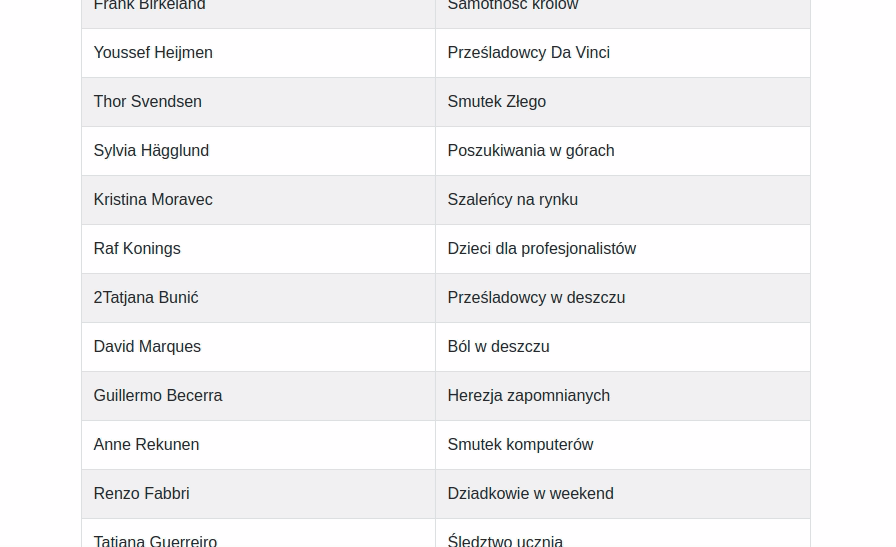 Frank Birkeland Samotność królów
Youssef Heijmen Prześladowcy Da Vinci
Thor Svendsen Smutek Złego
Sylvia Hägglund Poszukiwania w górach
Kristina Moravec Szaleńcy na rynku
Raf Konings Dzieci dla profesjonalistów
2Tatjana Bunić Prześladowcy w deszczu
David Marques Ból w deszczu
Guillermo Becerra Herezja zapomnianych
Anne Rekunen Smutek komputerów
Renzo Fabbri Dziadkowie w weekend
Tatiana Guerreiro Śledztwo ucznia